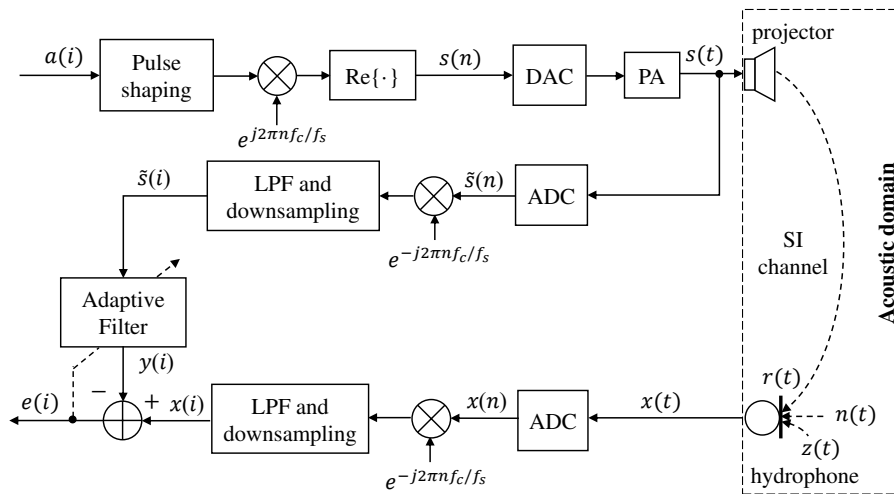 a(i)
Pulse
shaping
e^{j2πnf_c/f_s}
Re{·}
s(n)
DAC
PA
s(t)
projector
s̃(i)
LPF and
downsampling
e^{-j2πnf_c/f_s}
s̃(n)
ADC
SI
channel
Acoustic domain
Adaptive
Filter
y(i)
−
+
e(i)
x(i)
LPF and
downsampling
e^{-j2πnf_c/f_s}
x(n)
ADC
x(t)
r(t)
n(t)
z(t)
hydrophone